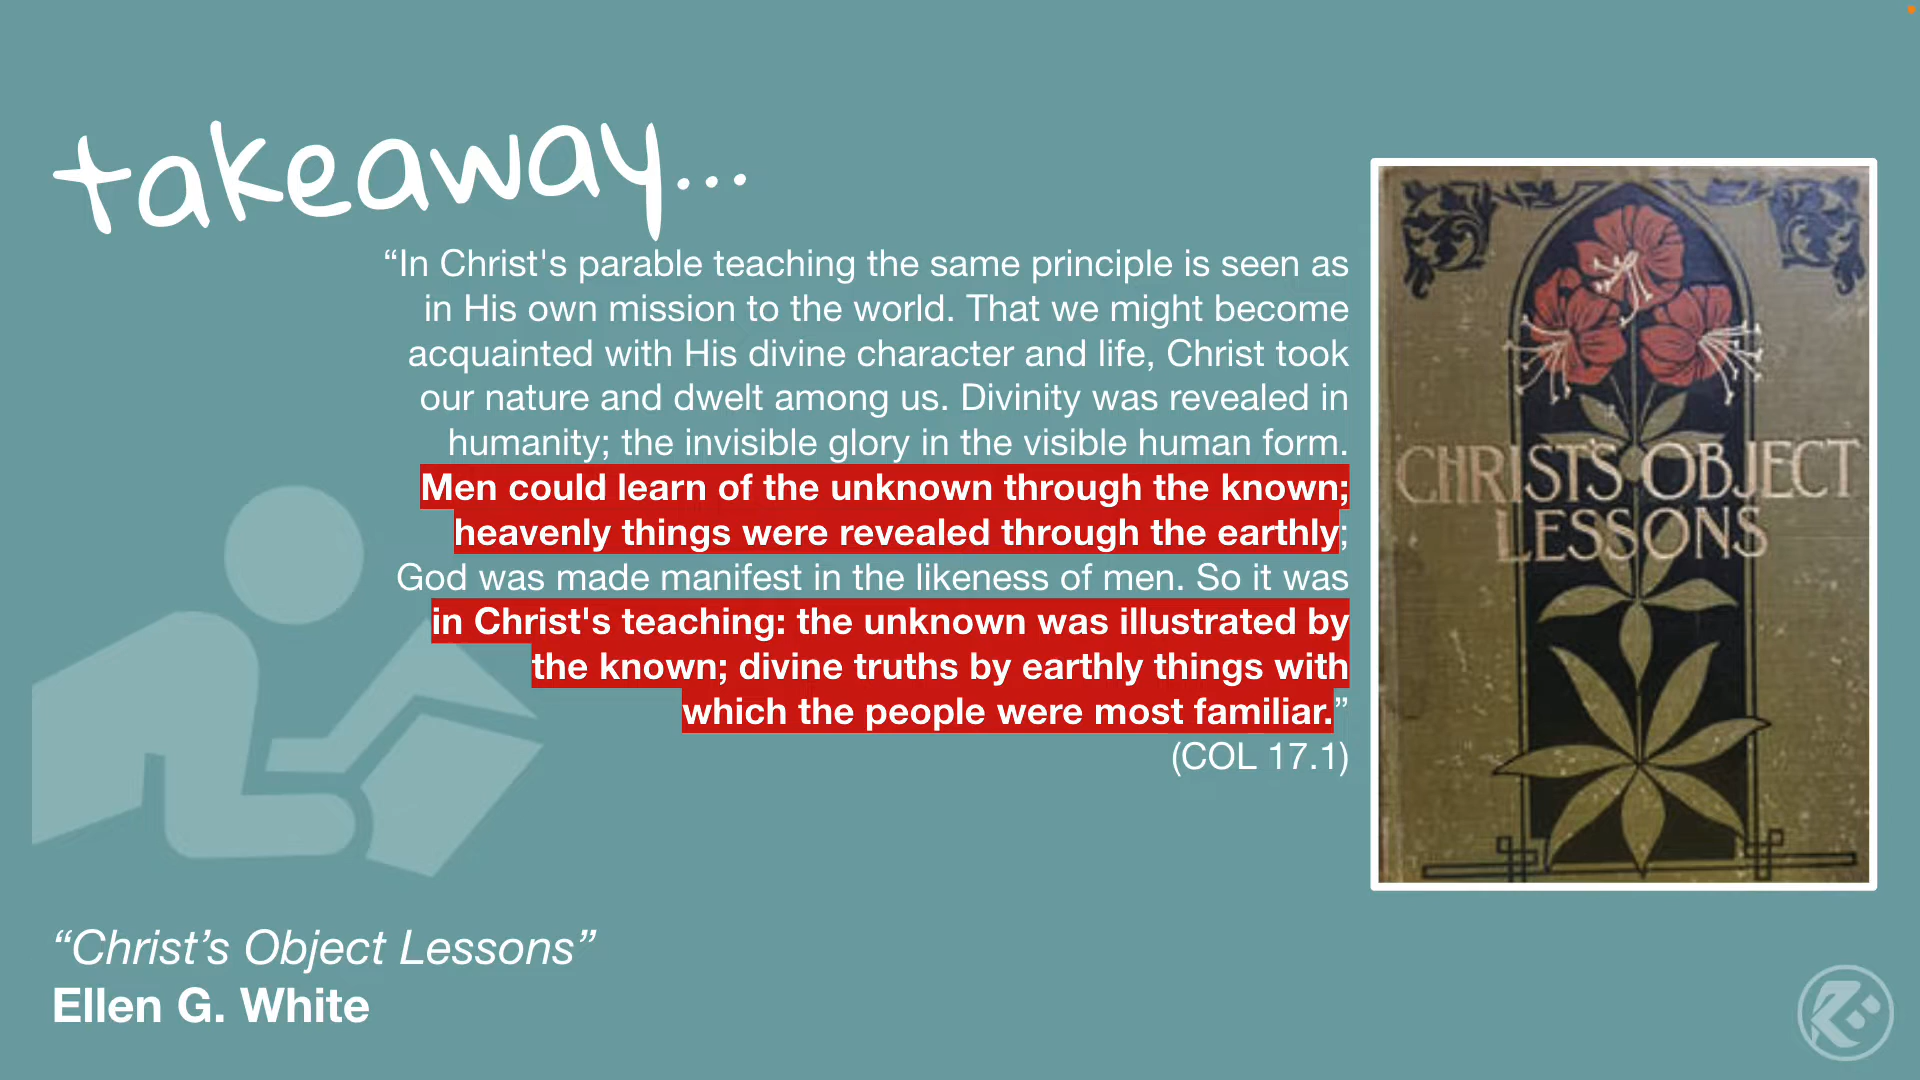 takeaway...
“In Christ's parable teaching the same principle is seen as
in His own mission to the world. That we might become
acquainted with His divine character and life, Christ took
our nature and dwelt among us. Divinity was revealed in
humanity; the invisible glory in the visible human form.
Men could learn of the unknown through the known;
heavenly things were revealed through the earthly;
God was made manifest in the likeness of men. So it was
in Christ's teaching: the unknown was illustrated by
the known; divine truths by earthly things with
which the people were most familiar.”
(COL 17.1)
CHRIST'S OBJECT
LESSONS
“Christ’s Object Lessons”
Ellen G. White